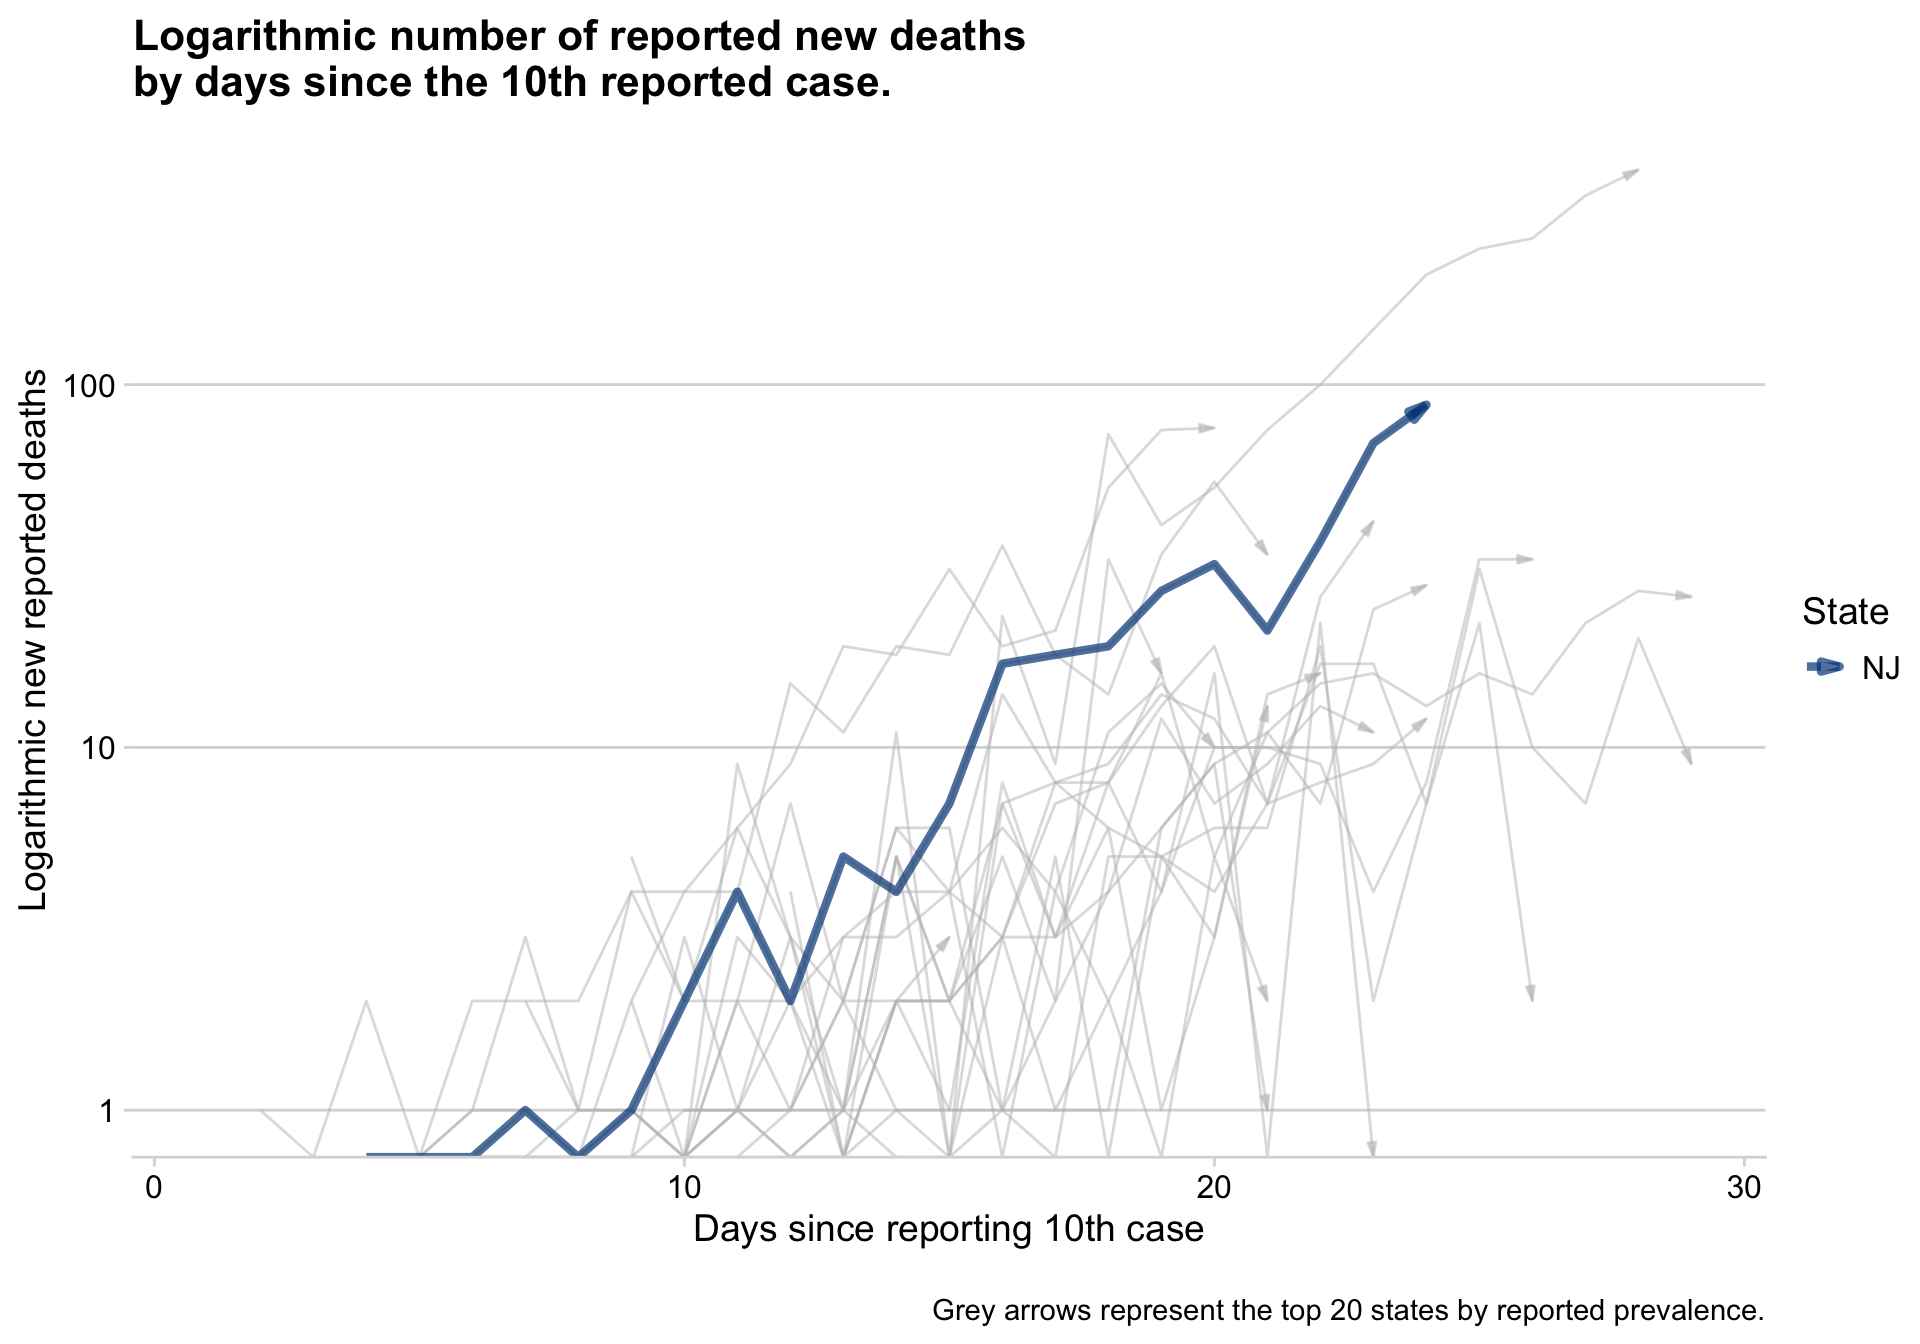 Logarithmic number of reported new deaths
by days since the 10th reported case.
Logarithmic new reported deaths
100
10
1
0
10
20
30
Days since reporting 10th case
State
NJ
Grey arrows represent the top 20 states by reported prevalence.